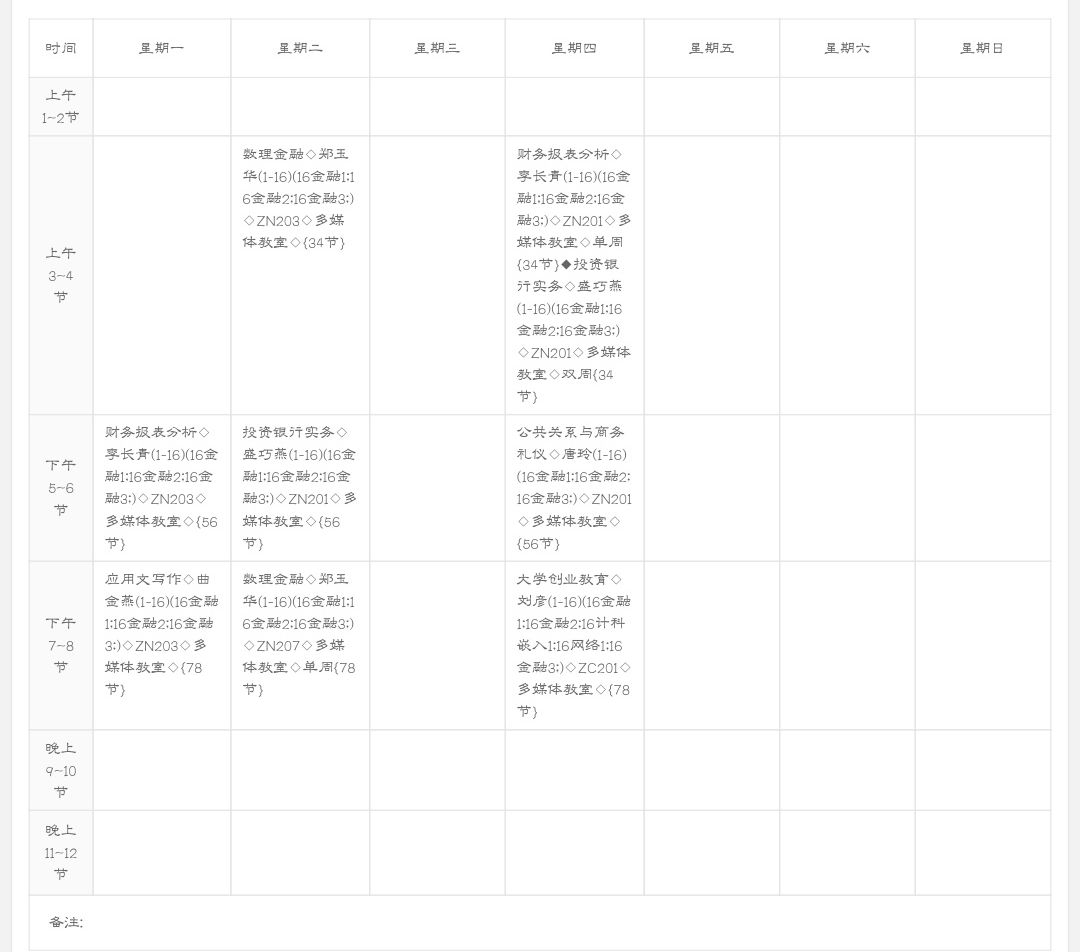 时间
星期一
星期二
星期三
星期四
星期五
星期六
星期日
上午
1~2节
上午
3~4
节
数理金融◇郑玉
华(1-16)(16金融1:1
6金融2:16金融3:)
◇ZN203◇多媒
体教室◇{34节}
财务报表分析◇
李长青(1-16)(16金
融1:16金融2:16金
融3:)◇ZN201◇多
媒体教室◇单周
{34节}◆投资银
行实务◇盛巧燕
(1-16)(16金融1:16
金融2:16金融3:)
◇ZN201◇多媒体
教室◇双周{34
节}
下午
5~6
节
财务报表分析◇
李长青(1-16)(16金
融1:16金融2:16金
融3:)◇ZN203◇
多媒体教室◇{56
节}
投资银行实务◇
盛巧燕(1-16)(16金
融1:16金融2:16金
融3:)◇ZN201◇多
媒体教室◇{56
节}
公共关系与商务
礼仪◇唐玲(1-16)
(16金融1:16金融2:
16金融3:)◇ZN201
◇多媒体教室◇
{56节}
下午
7~8
节
应用文写作◇曲
金燕(1-16)(16金融
1:16金融2:16金融
3:)◇ZN203◇多
媒体教室◇{78
节}
数理金融◇郑玉
华(1-16)(16金融1:1
6金融2:16金融3:)
◇ZN207◇多媒
体教室◇单周{78
节}
大学创业教育◇
刘彦(1-16)(16金融
1:16金融2:16计科
嵌入1:16网络1:16
金融3:)◇ZC201◇
多媒体教室◇{78
节}
晚上
9~10
节
晚上
11~12
节
备注: